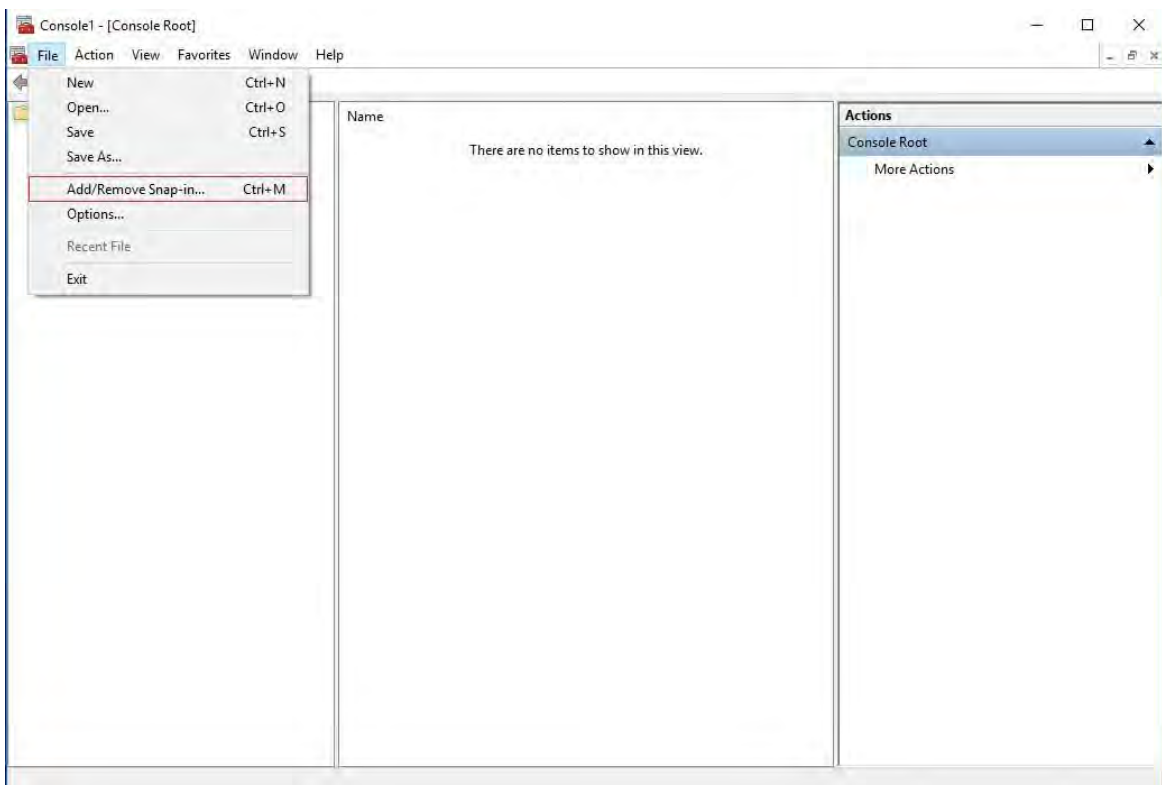 Console1 - [Console Root]
File Action View Favorites Window Help
New Ctrl+N
Open... Ctrl+O
Save Ctrl+S
Save As...
Add/Remove Snap-in... Ctrl+M
Options...
Recent File
Exit
Name
There are no items to show in this view.
Actions
Console Root
More Actions